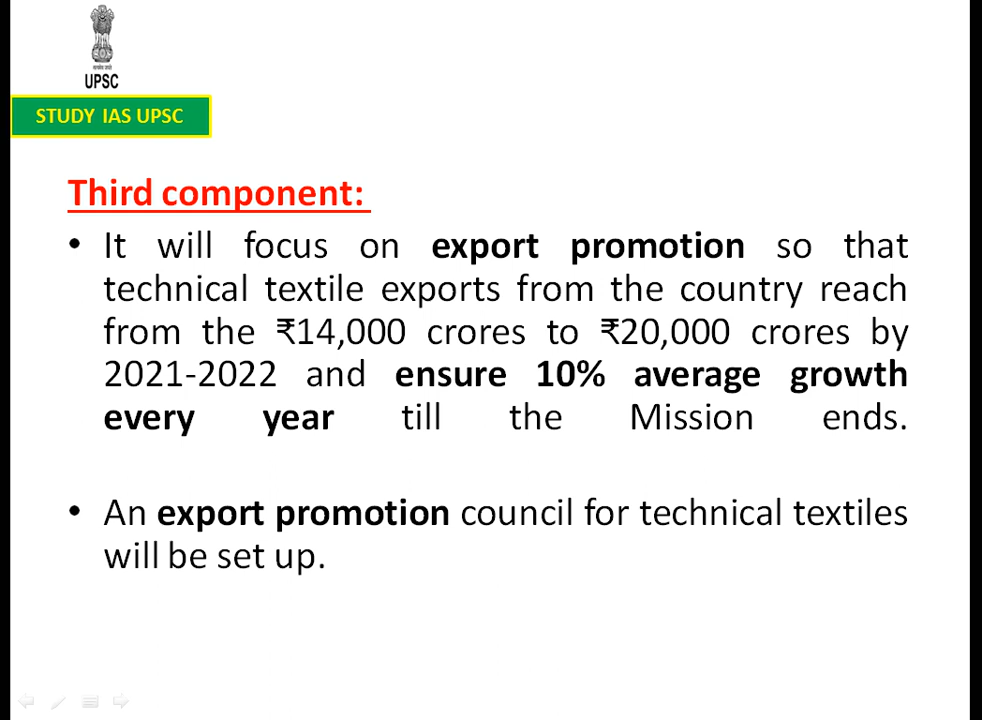 UPSC
STUDY IAS UPSC
Third component:
• It will focus on export promotion so that
technical textile exports from the country reach
from the ₹14,000 crores to ₹20,000 crores by
2021-2022 and ensure 10% average growth
every year till the Mission ends.
• An export promotion council for technical textiles
will be set up.